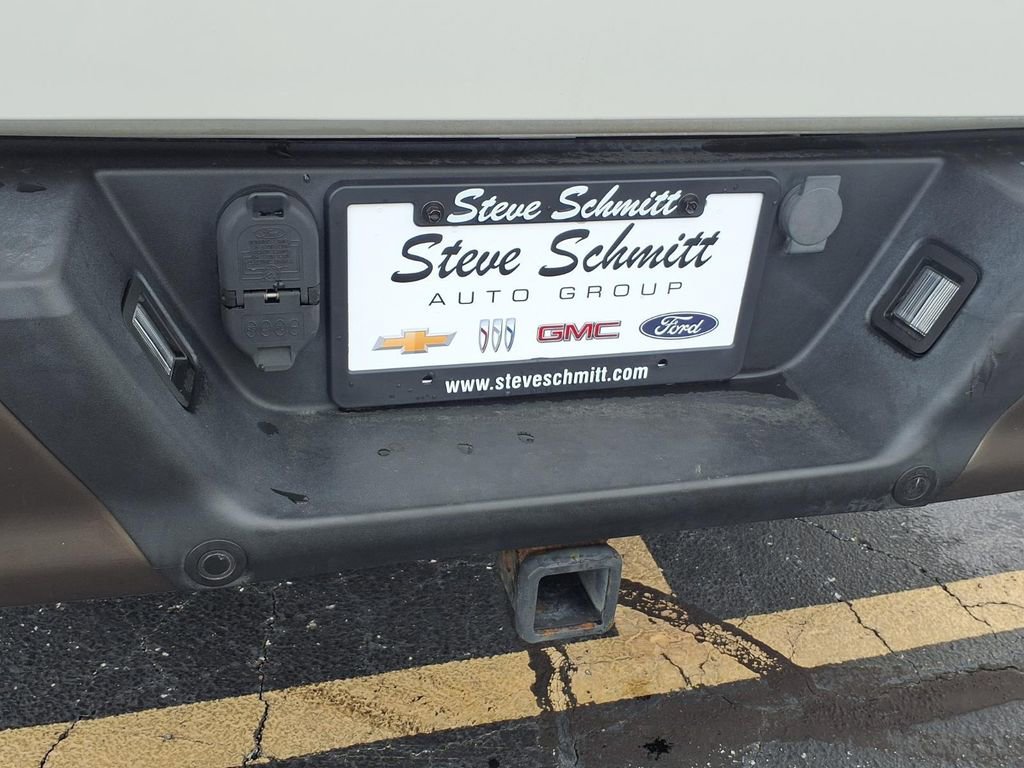 Steve Schmitt
Steve Schmitt
AUTO GROUP
GMC
Ford
www.steveschmitt.com